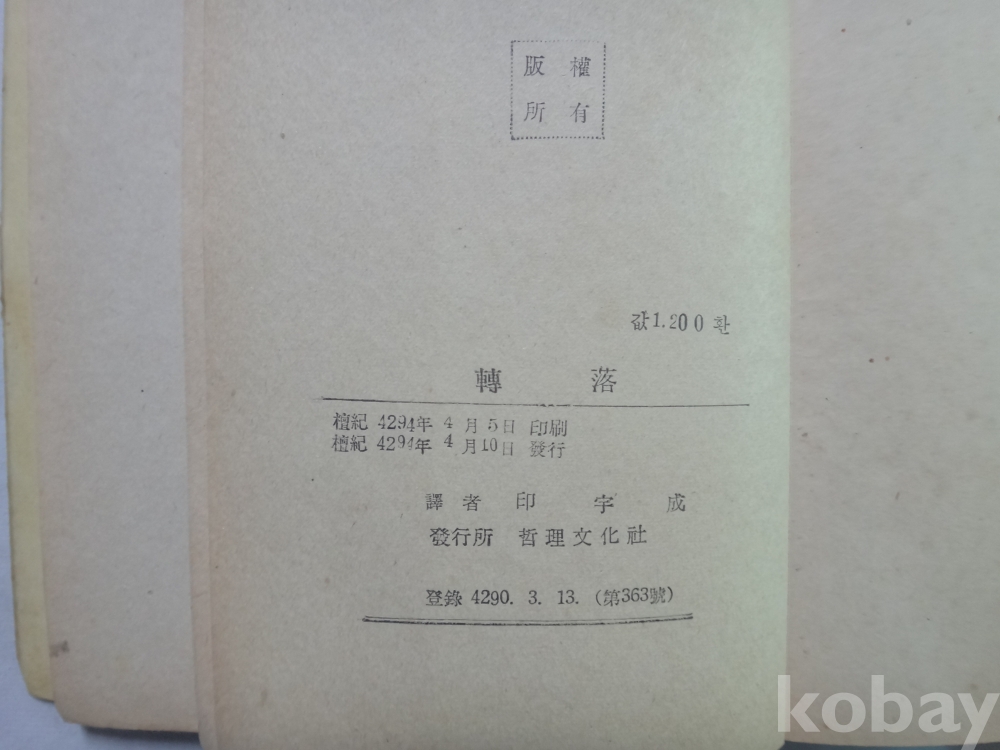 版權
所有
값1.200환
轉落
檀紀 4294年 4月 5日 印刷
檀紀 4294年 4月10日 發行
譯者 印宇成
發行所 哲理文化社
登錄 4290. 3. 13. (第363號)
kobay